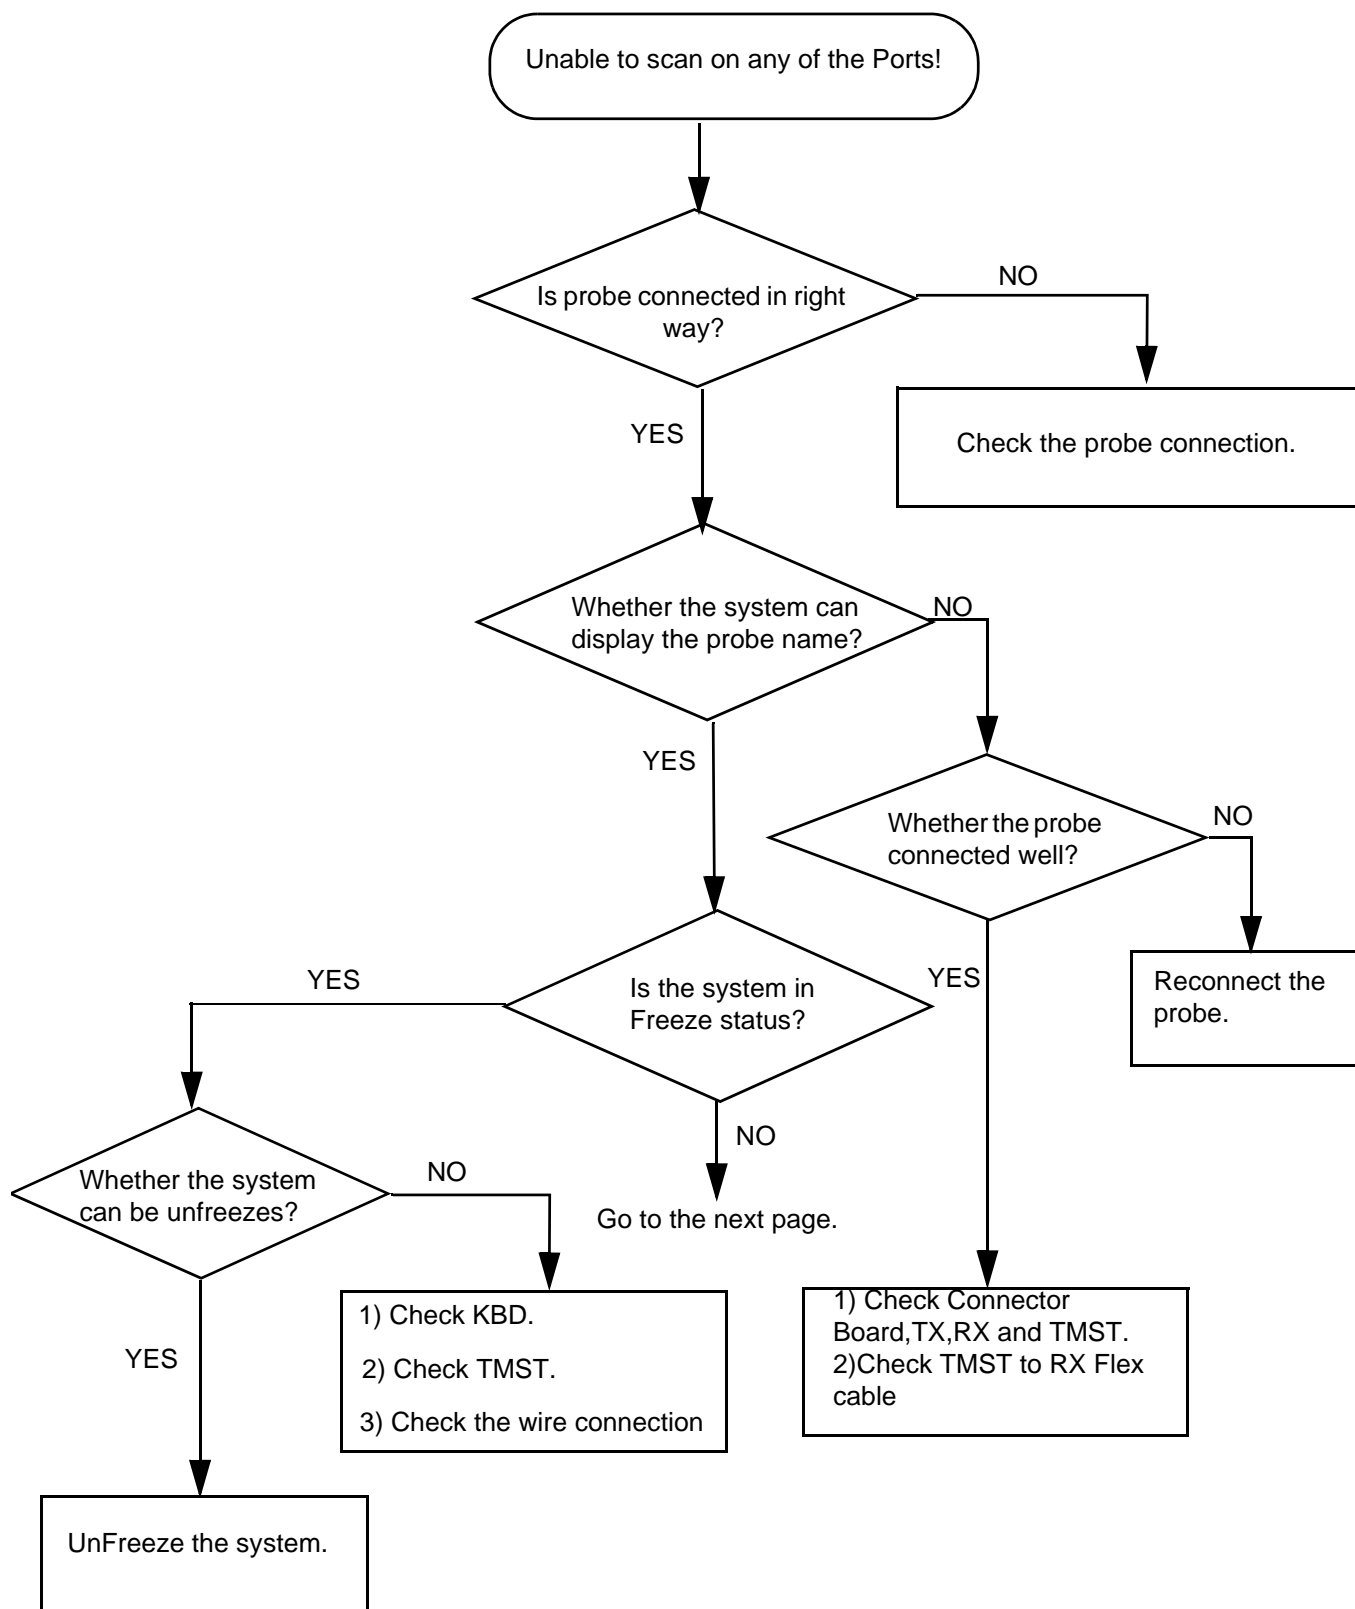 Unable to scan on any of the Ports!
Is probe connected in right
way?
NO
Check the probe connection.
YES
Whether the system can
display the probe name?
NO
YES
Whether the probe
connected well?
NO
Reconnect the
probe.
YES
Is the system in
Freeze status?
YES
NO
Go to the next page.
Whether the system
can be unfreezes?
NO
1) Check KBD.
2) Check TMST.
3) Check the wire connection
1) Check Connector
Board,TX,RX and TMST.
2)Check TMST to RX Flex
cable
YES
UnFreeze the system.